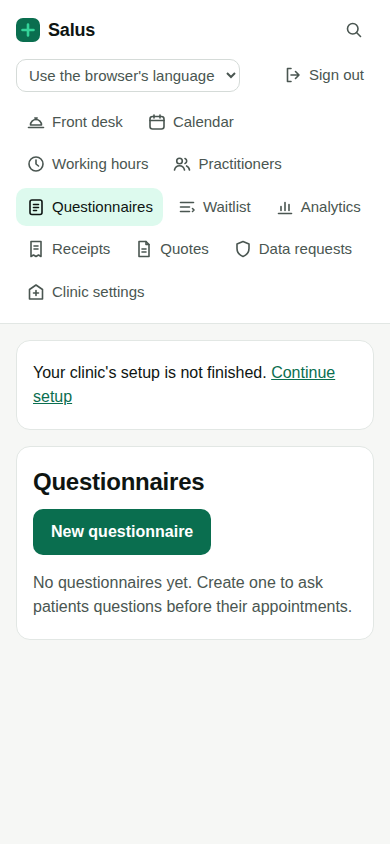 Salus
Use the browser's language
Sign out
Front desk
Calendar
Working hours
Practitioners
Questionnaires
Waitlist
Analytics
Receipts
Quotes
Data requests
Clinic settings
Your clinic's setup is not finished. Continue
setup
Questionnaires
New questionnaire
No questionnaires yet. Create one to ask
patients questions before their appointments.